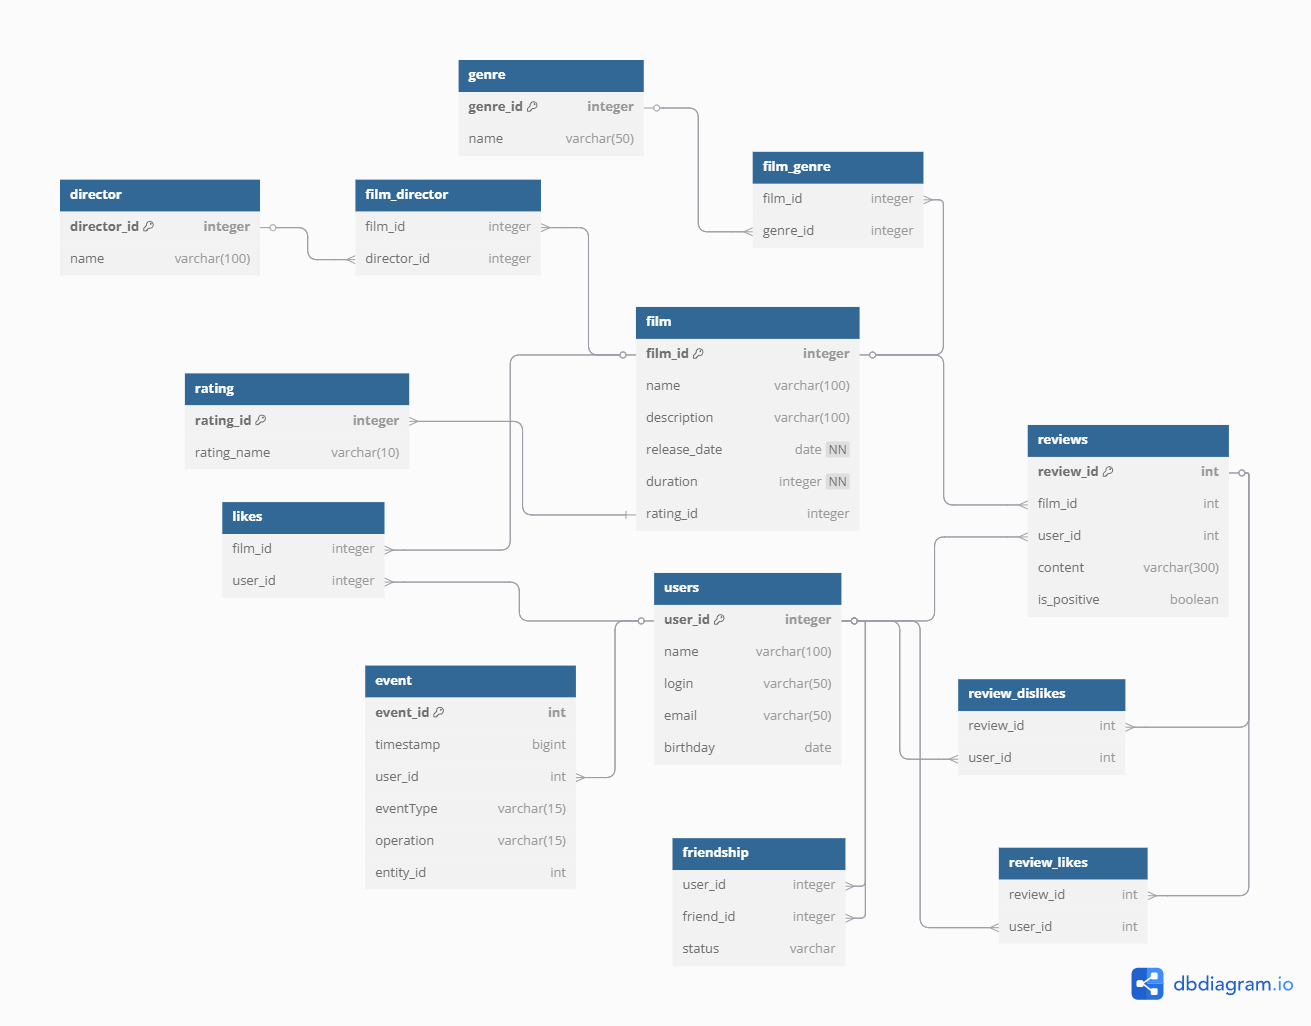 genre
genre_id integer
name varchar(50)
film_genre
film_id integer
genre_id integer
director
director_id integer
name varchar(100)
film_director
film_id integer
director_id integer
film
film_id integer
name varchar(100)
description varchar(100)
release_date date NN
duration integer NN
rating_id integer
rating
rating_id integer
rating_name varchar(10)
reviews
review_id int
film_id int
user_id int
content varchar(300)
is_positive boolean
likes
film_id integer
user_id integer
users
user_id integer
name varchar(100)
login varchar(50)
email varchar(50)
birthday date
event
event_id int
timestamp bigint
user_id int
eventType varchar(15)
operation varchar(15)
entity_id int
review_dislikes
review_id int
user_id int
friendship
user_id integer
friend_id integer
status varchar
review_likes
review_id int
user_id int
dbdiagram.io